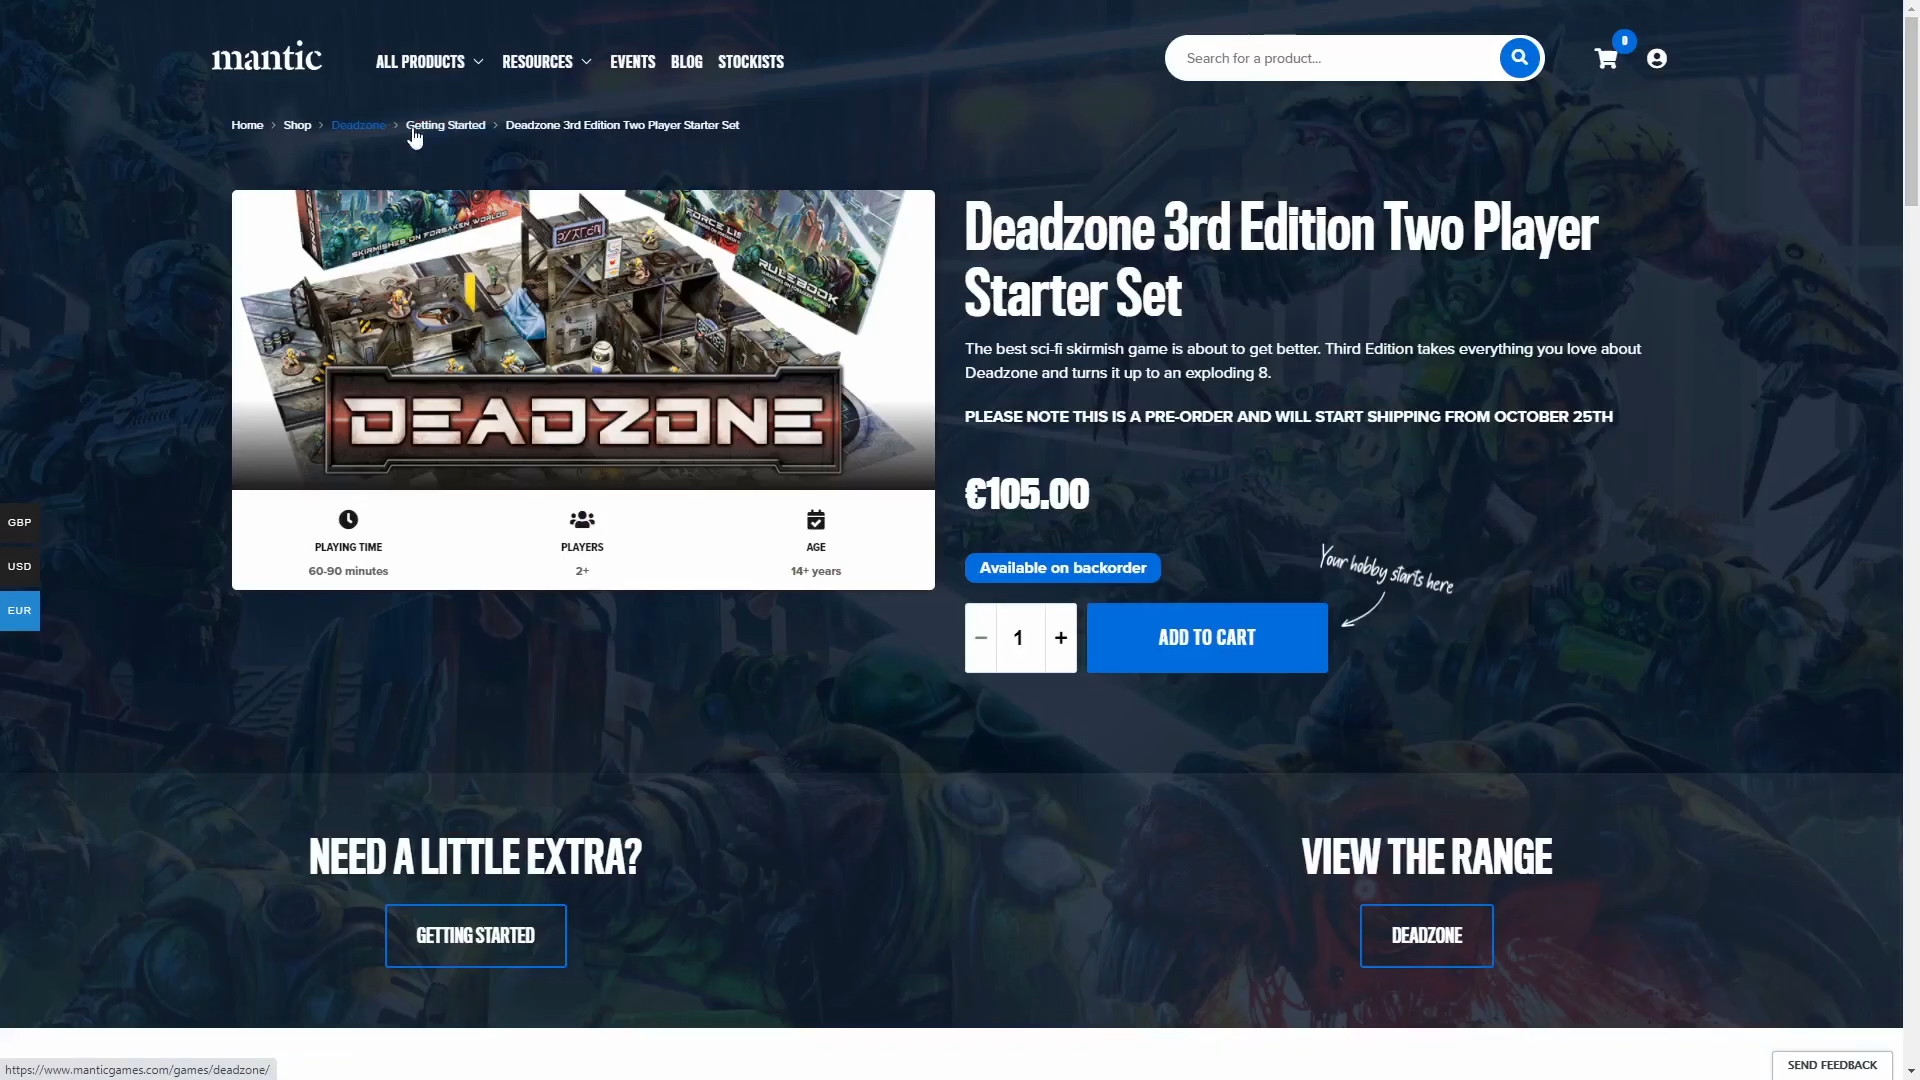 mantic
ALL PRODUCTS
RESOURCES
EVENTS
BLOG
STOCKISTS
Search for a product...
0
Home > Shop > Deadzone > Getting Started > Deadzone 3rd Edition Two Player Starter Set
SKIRMISHES ON FORSAKEN WORLDS
RULEBOOK
DEADZONE
PLAYING TIME
60-90 minutes
PLAYERS
2+
AGE
14+ years
Deadzone 3rd Edition Two Player
Starter Set
The best sci-fi skirmish game is about to get better. Third Edition takes everything you love about
Deadzone and turns it up to an exploding 8.
PLEASE NOTE THIS IS A PRE-ORDER AND WILL START SHIPPING FROM OCTOBER 25TH
€105.00
Available on backorder
Your hobby starts here
− 1 +
ADD TO CART
GBP
USD
EUR
NEED A LITTLE EXTRA?
GETTING STARTED
VIEW THE RANGE
DEADZONE
https://www.manticgames.com/games/deadzone/
SEND FEEDBACK